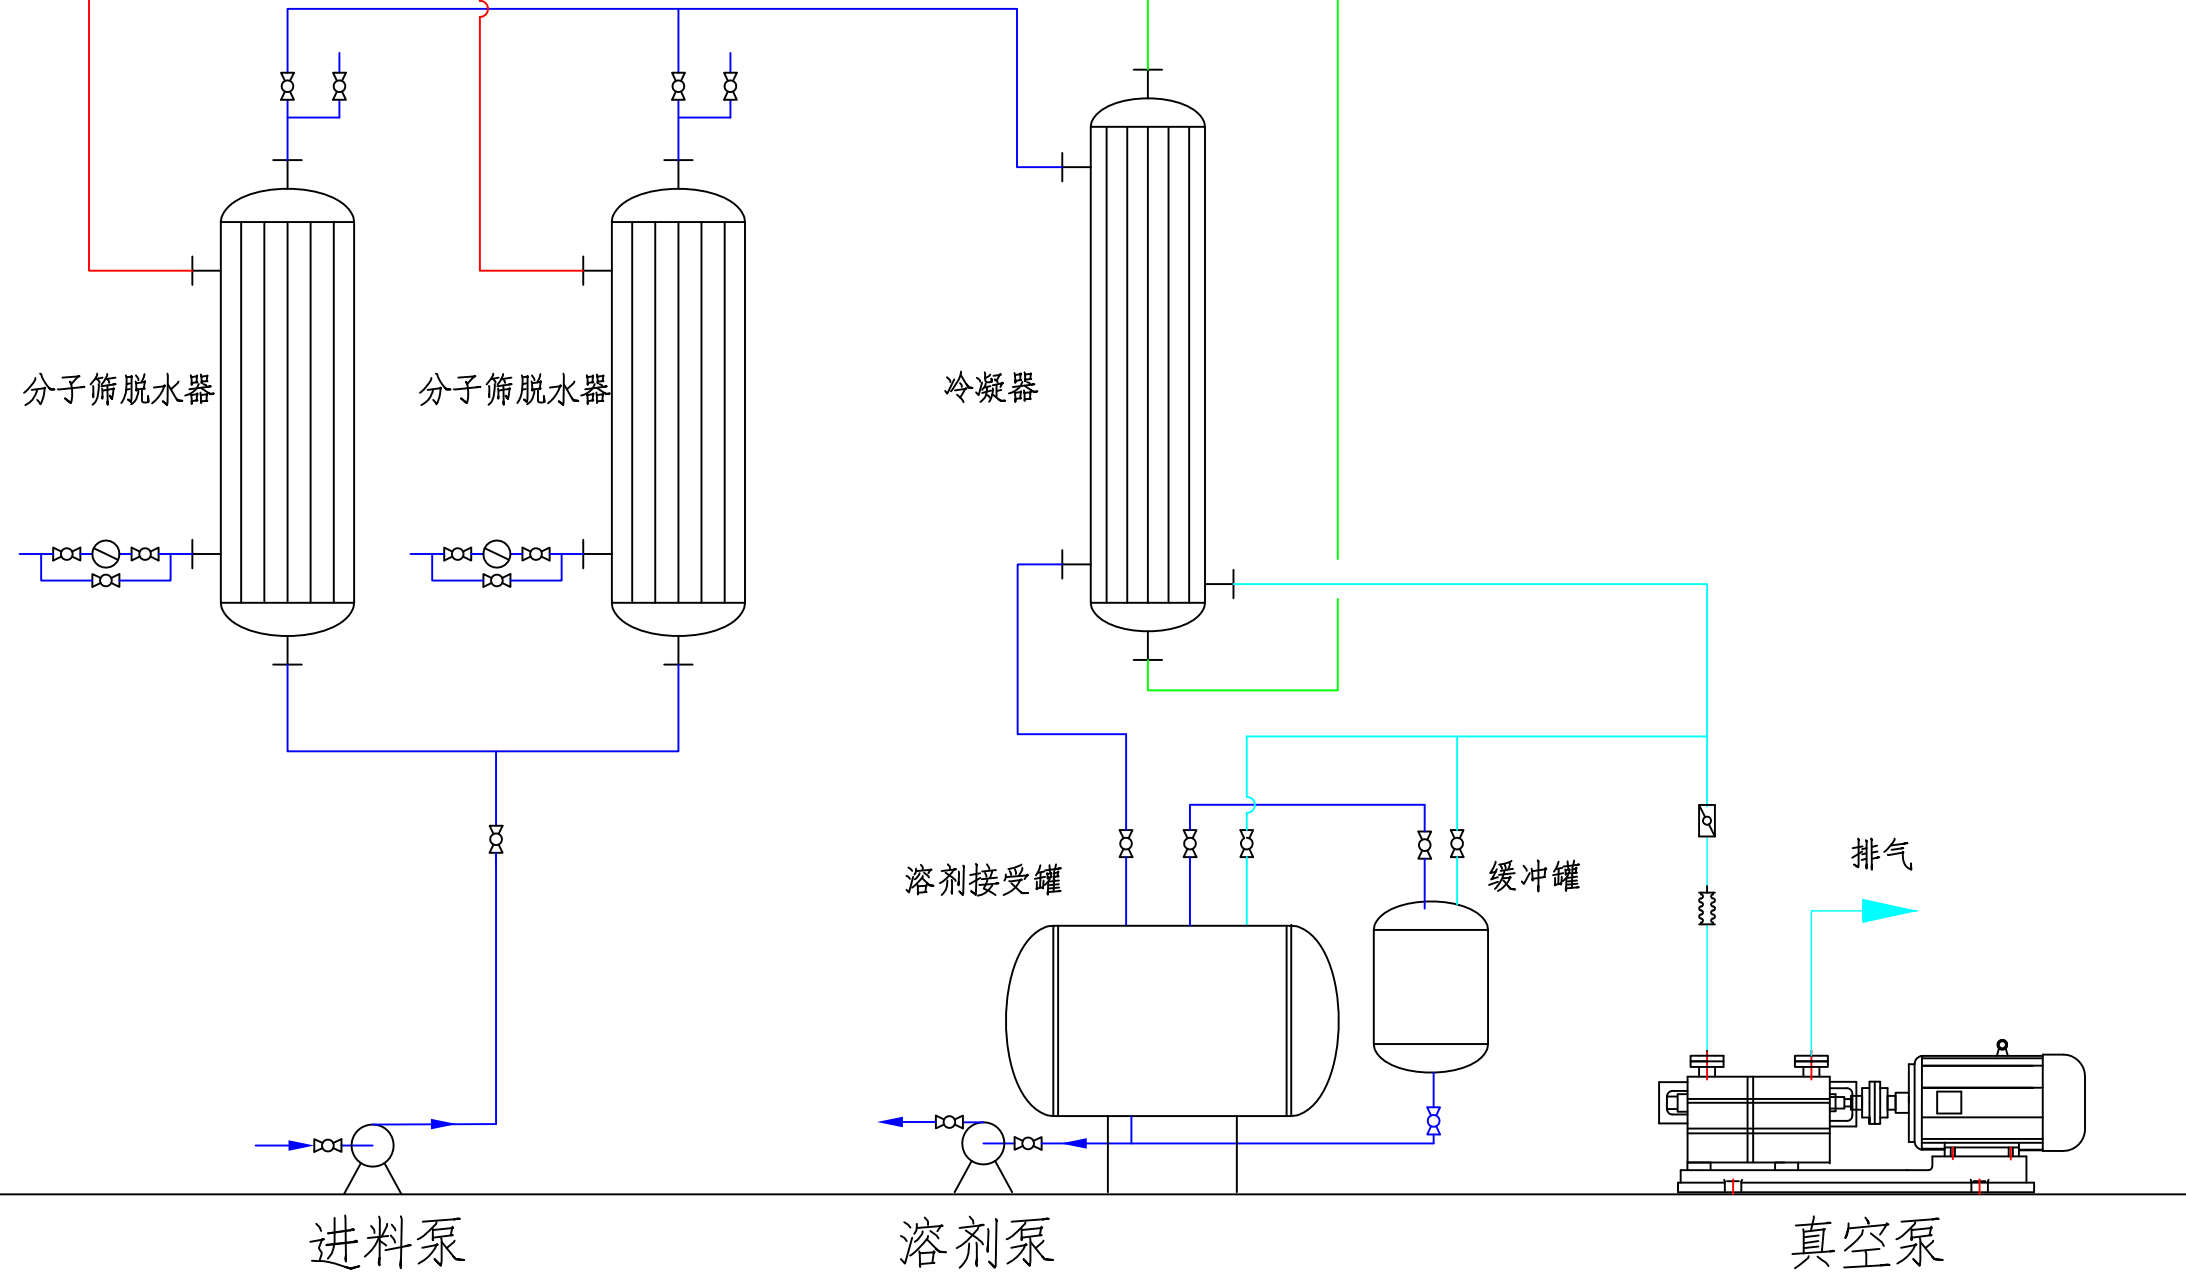 分子筛脱水器
分子筛脱水器
冷凝器
排气
溶剂接受罐
缓冲罐
进料泵
溶剂泵
真空泵